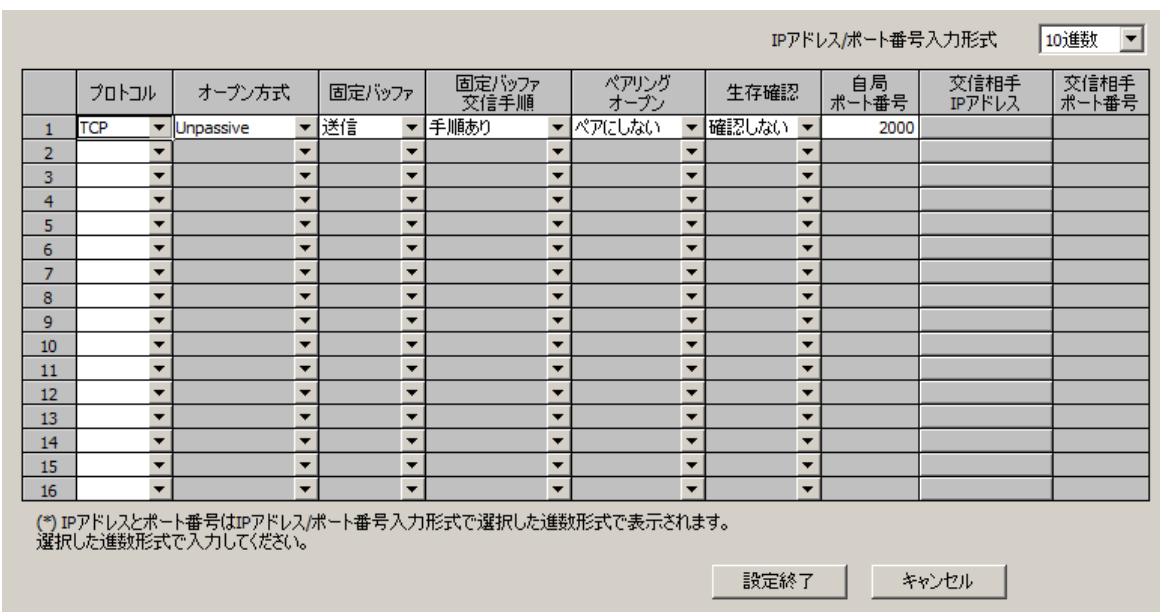 IPアドレス/ポート番号入力形式 10進数
プロトコル オープン方式 固定バッファ 固定バッファ交信手順 ペアリングオープン 生存確認 自局ポート番号 交信相手IPアドレス 交信相手ポート番号
1 TCP Unpassive 送信 手順あり ペアにしない 確認しない 2000
2
3
4
5
6
7
8
9
10
11
12
13
14
15
16
(*) IPアドレスとポート番号はIPアドレス/ポート番号入力形式で選択した進数形式で表示されます。
選択した進数形式で入力してください。
設定終了 キャンセル